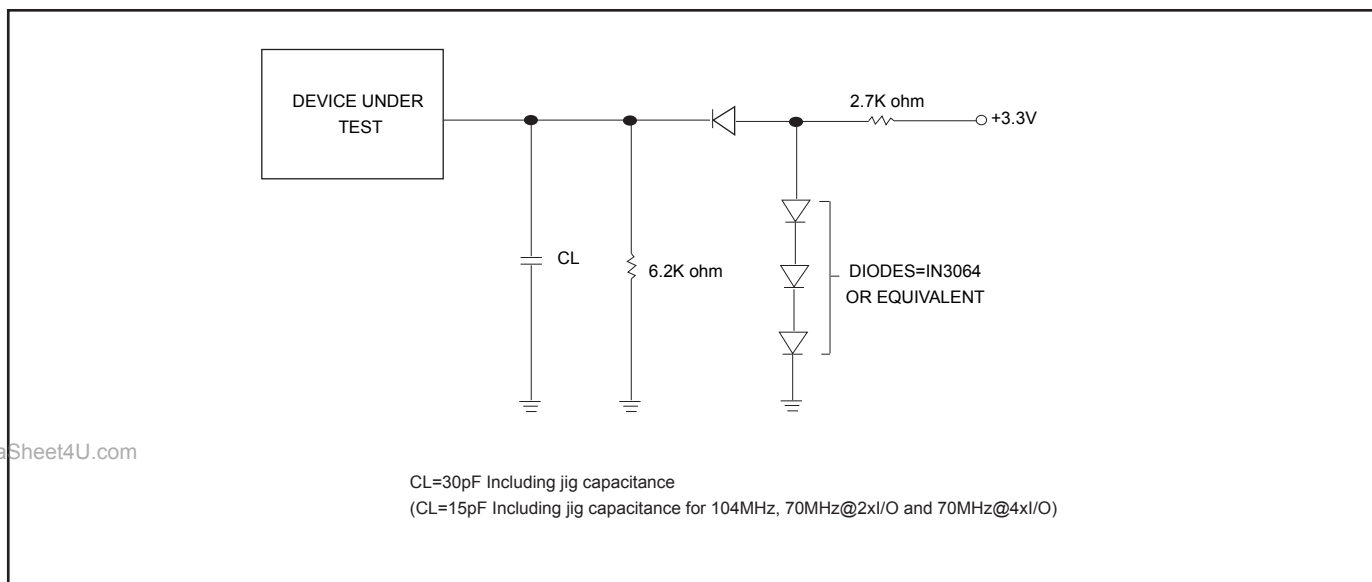 DEVICE UNDER
TEST
2.7K ohm
+3.3V
CL
6.2K ohm
DIODES=IN3064
OR EQUIVALENT
aSheet4U.com
CL=30pF Including jig capacitance
(CL=15pF Including jig capacitance for 104MHz, 70MHz@2xI/O and 70MHz@4xI/O)